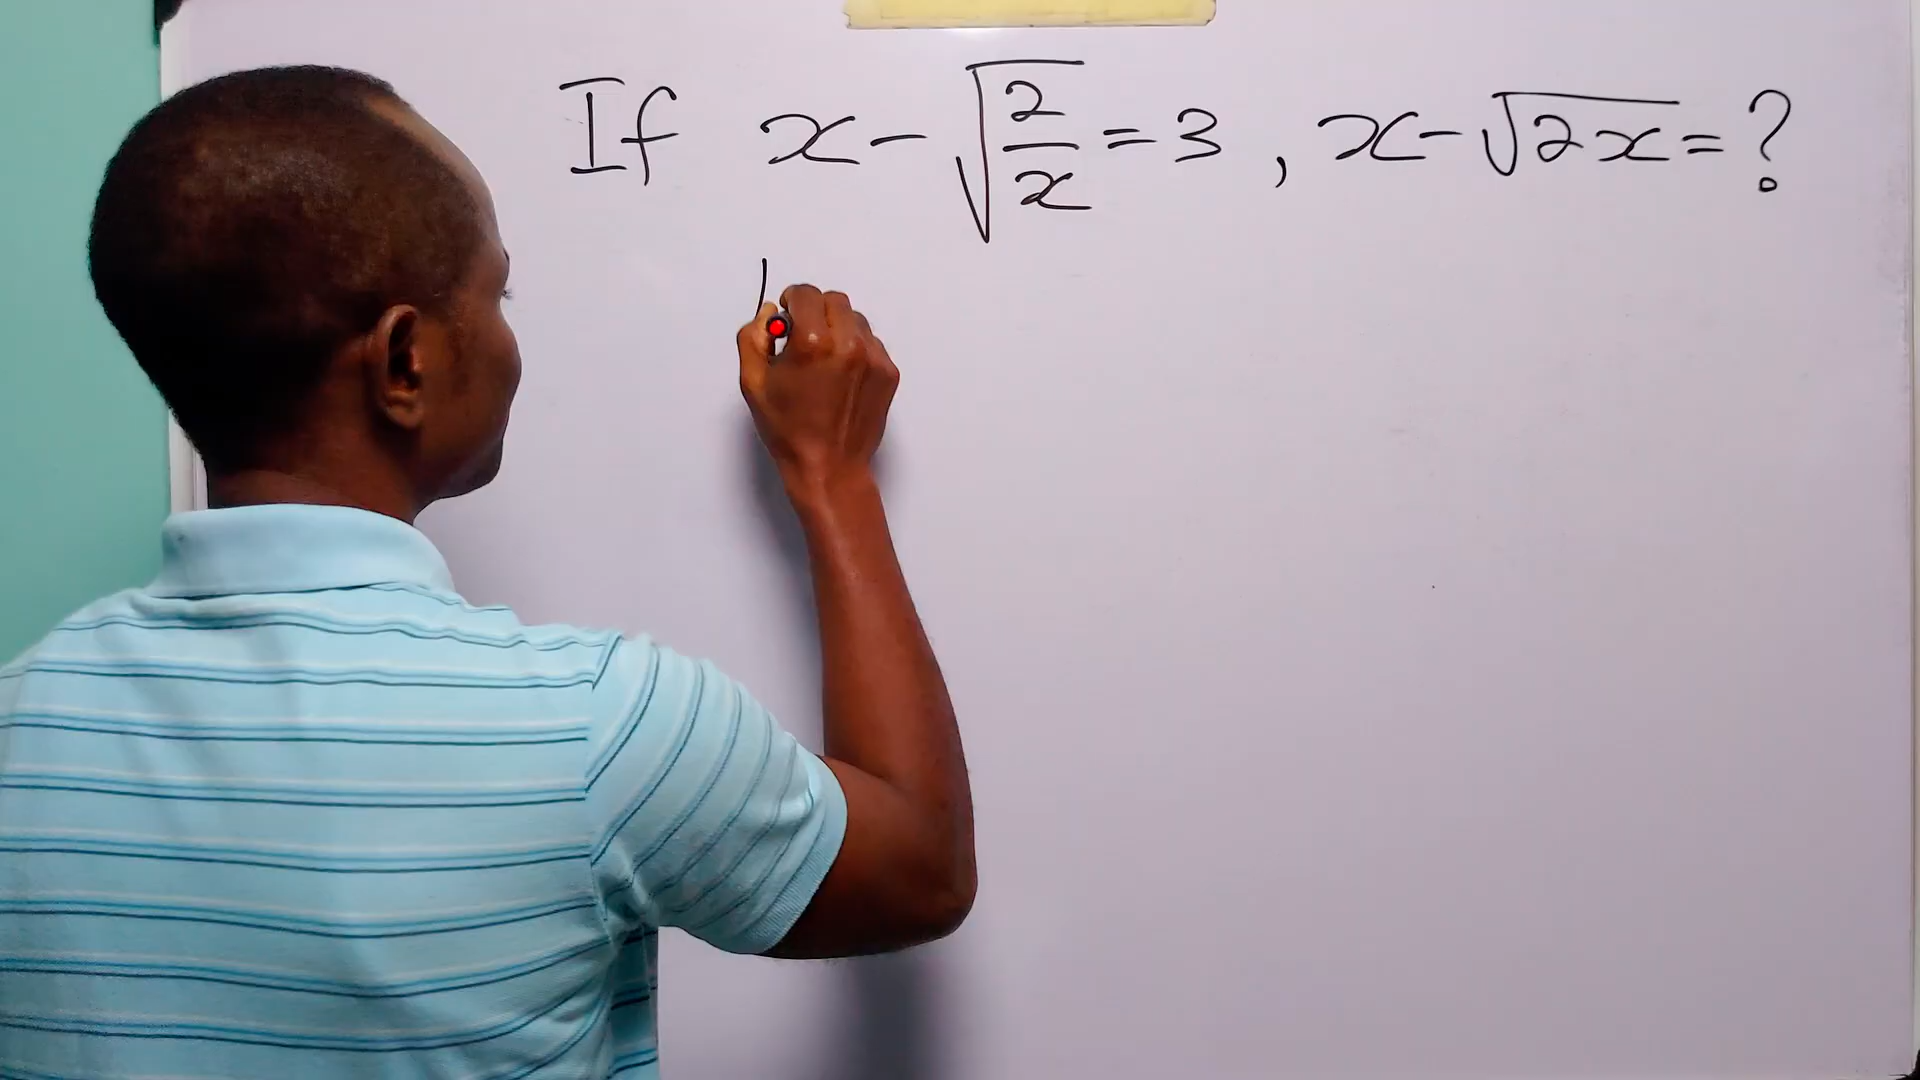 If x - √(2/x) = 3 , x - √2x = ?